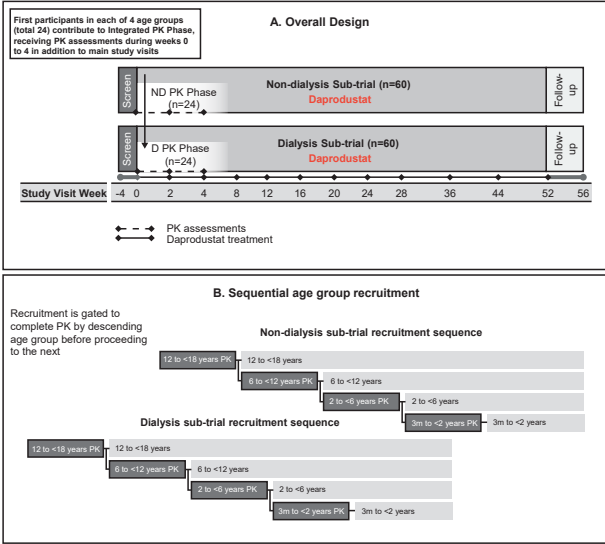 A. Overall Design
First participants in each of 4 age groups
(total 24) contribute to Integrated PK Phase,
receiving PK assessments during weeks 0
to 4 in addition to main study visits
Screen
ND PK Phase
(n=24)
Non-dialysis Sub-trial (n=60)
Daprodustat
Follow-
up
Screen
D PK Phase
(n=24)
Dialysis Sub-trial (n=60)
Daprodustat
Follow-
up
Study Visit Week -4 0 2 4 8 12 16 20 24 28 36 44 52 56
PK assessments
Daprodustat treatment
B. Sequential age group recruitment
Recruitment is gated to
complete PK by descending
age group before proceeding
to the next
Non-dialysis sub-trial recruitment sequence
12 to <18 years PK 12 to <18 years
6 to <12 years PK 6 to <12 years
2 to <6 years PK 2 to <6 years
3m to <2 years PK 3m to <2 years
Dialysis sub-trial recruitment sequence
12 to <18 years PK 12 to <18 years
6 to <12 years PK 6 to <12 years
2 to <6 years PK 2 to <6 years
3m to <2 years PK 3m to <2 years